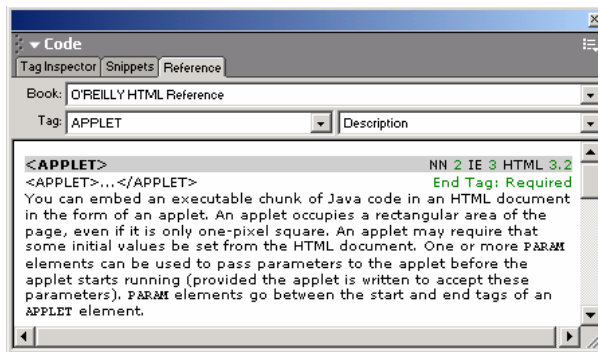 Code
Tag Inspector Snippets Reference
Book: O'REILLY HTML Reference
Tag: APPLET Description
<APPLET> NN 2 IE 3 HTML 3.2
<APPLET>...</APPLET> End Tag: Required
You can embed an executable chunk of Java code in an HTML document
in the form of an applet. An applet occupies a rectangular area of the
page, even if it is only one-pixel square. An applet may require that
some initial values be set from the HTML document. One or more PARAM
elements can be used to pass parameters to the applet before the
applet starts running (provided the applet is written to accept these
parameters). PARAM elements go between the start and end tags of an
APPLET element.